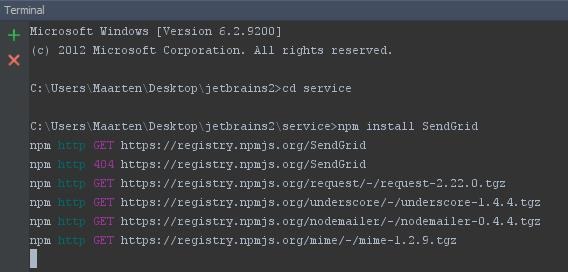 Terminal
Microsoft Windows [Version 6.2.9200]
(c) 2012 Microsoft Corporation. All rights reserved.
C:\Users\Maarten\Desktop\jetbrains2>cd service
C:\Users\Maarten\Desktop\jetbrains2\service>npm install SendGrid
npm http GET https://registry.npmjs.org/SendGrid
npm http 404 https://registry.npmjs.org/SendGrid
npm http GET https://registry.npmjs.org/request/-/request-2.22.0.tgz
npm http GET https://registry.npmjs.org/underscore/-/underscore-1.4.4.tgz
npm http GET https://registry.npmjs.org/nodemailer/-/nodemailer-0.4.4.tgz
npm http GET https://registry.npmjs.org/mime/-/mime-1.2.9.tgz